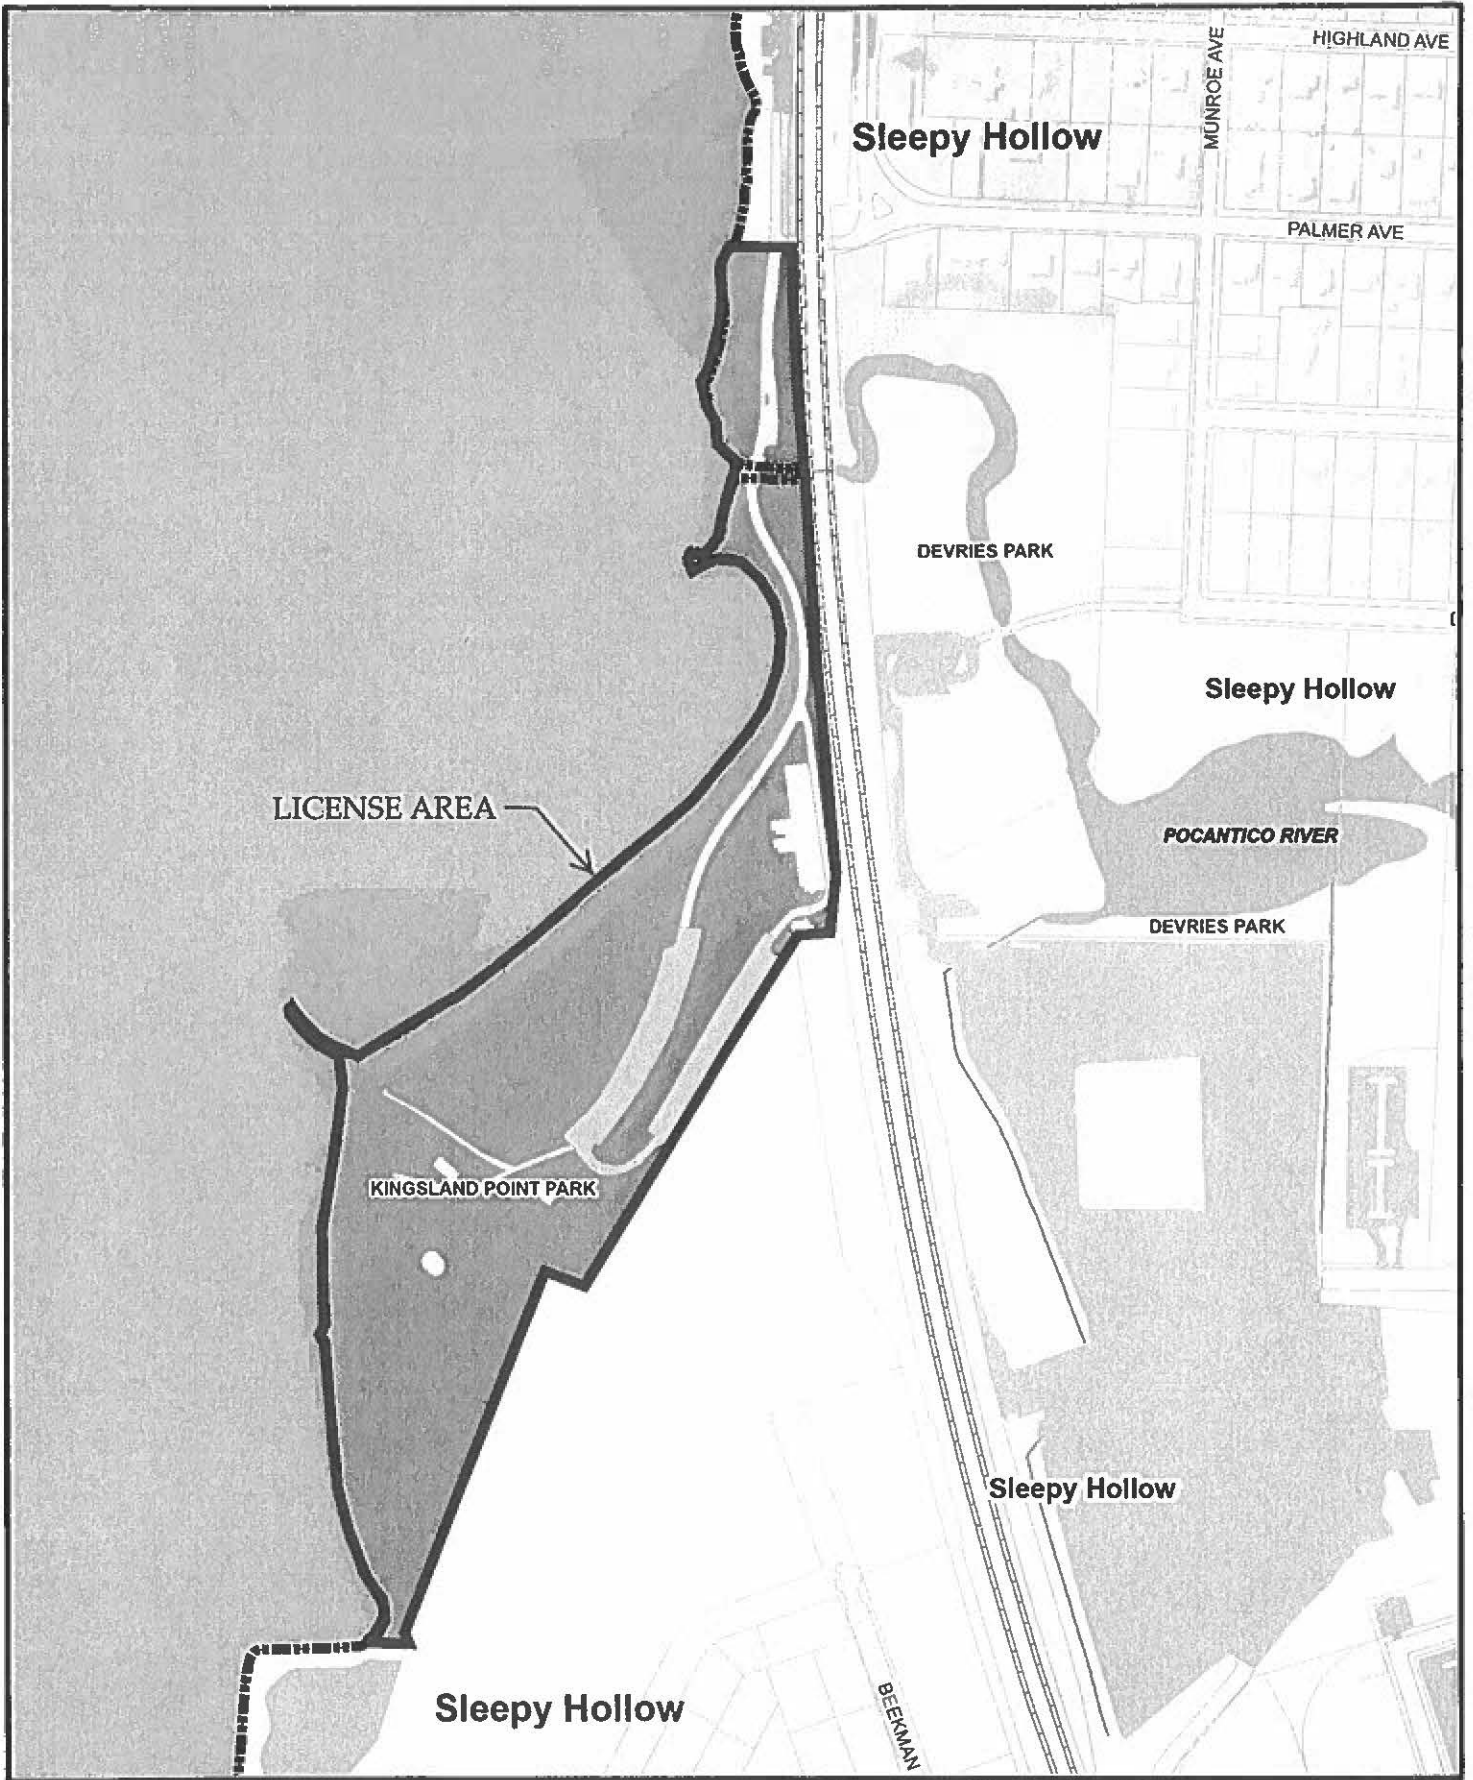 HIGHLAND AVE
MUNROE AVE
Sleepy Hollow
PALMER AVE
DEVRIES PARK
Sleepy Hollow
LICENSE AREA
POCANTICO RIVER
DEVRIES PARK
KINGSLAND POINT PARK
Sleepy Hollow
Sleepy Hollow
BEEKMAN